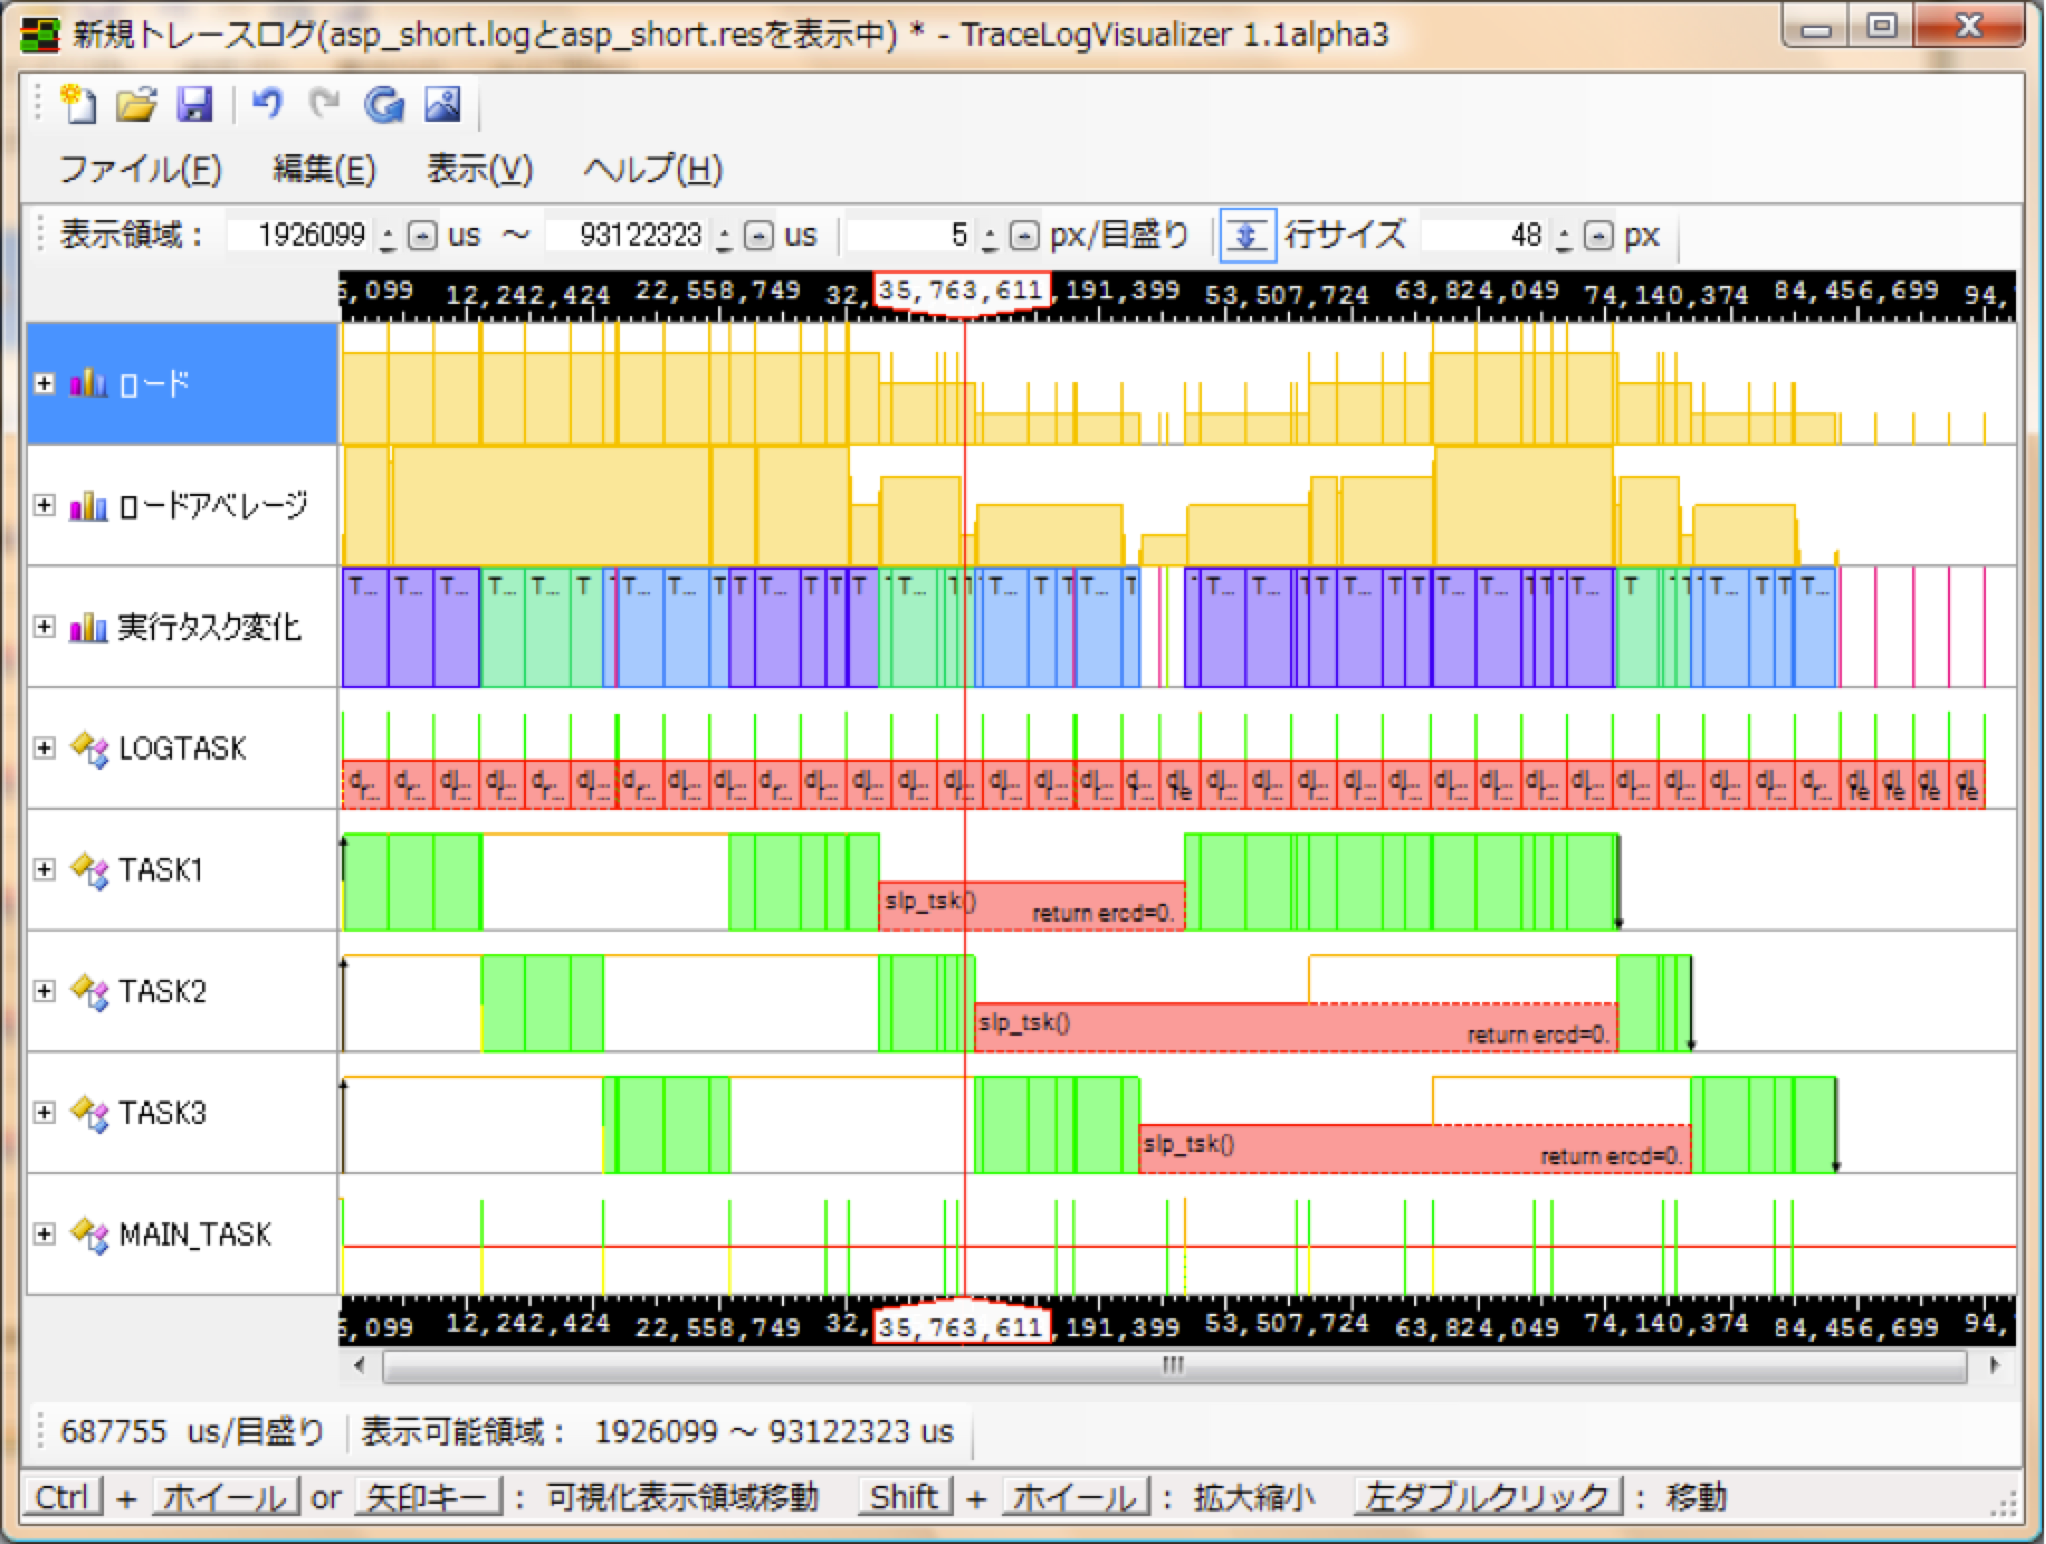 新規トレースログ(asp_short.logとasp_short.resを表示中) * - TraceLogVisualizer 1.1alpha3
ファイル(F) 編集(E) 表示(V) ヘルプ(H)
表示領域： 1926099 us ～ 93122323 us 5 px/目盛り 行サイズ 48 px
5,099 12,242,424 22,558,749 32, 35,763,611 ,191,399 53,507,724 63,824,049 74,140,374 84,456,699 94,
ロード
ロードアベレージ
実行タスク変化
T... T... T... T... T... T T... T... T T T... T T T T... T T T... T T T... T T... T... T T T... T T T... T... T T T... T T T... T T T...
LOGTASK
TASK1
slp_tsk()
return ercd=0.
TASK2
slp_tsk()
return ercd=0.
TASK3
slp_tsk()
return ercd=0.
MAIN_TASK
5,099 12,242,424 22,558,749 32, 35,763,611 ,191,399 53,507,724 63,824,049 74,140,374 84,456,699 94,
687755 us/目盛り 表示可能領域： 1926099 ～ 93122323 us
Ctrl + ホイール or 矢印キー ： 可視化表示領域移動 Shift + ホイール ： 拡大縮小 左ダブルクリック ： 移動